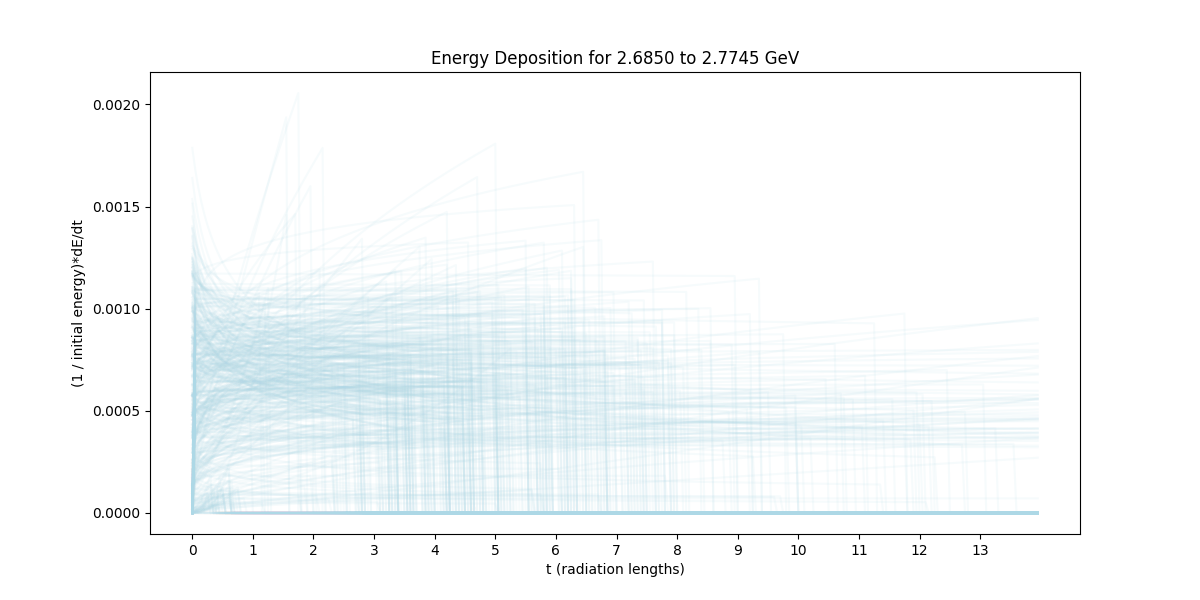 Energy Deposition for 2.6850 to 2.7745 GeV
(1 / initial energy)*dE/dt
0.0020
0.0015
0.0010
0.0005
0.0000
0 1 2 3 4 5 6 7 8 9 10 11 12 13
t (radiation lengths)